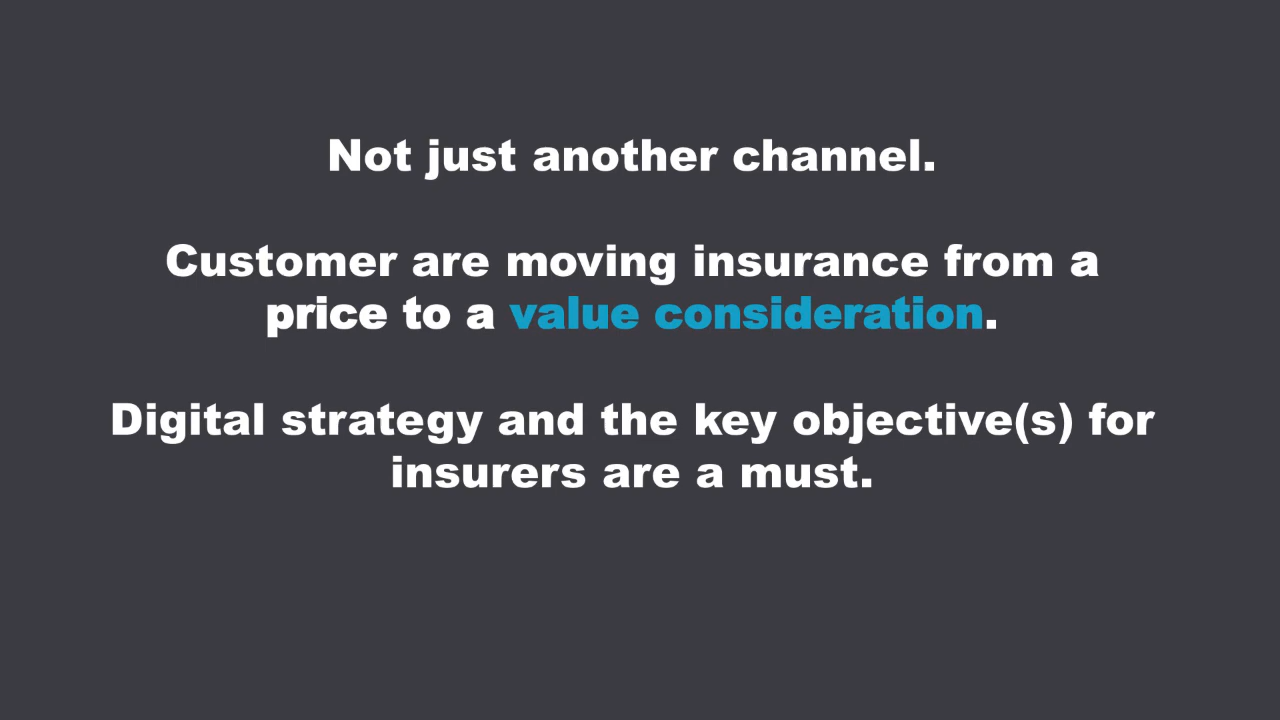 Not just another channel.
Customer are moving insurance from a
price to a value consideration.
Digital strategy and the key objective(s) for
insurers are a must.